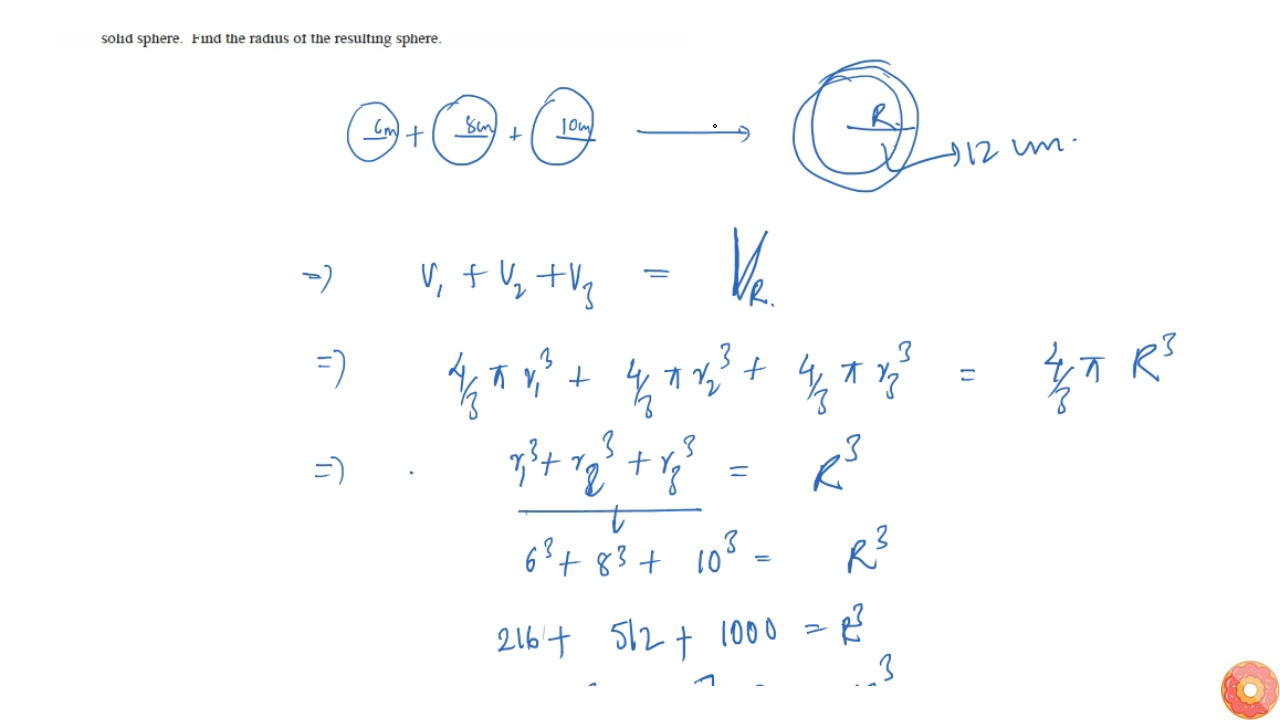 solid sphere. Find the radius of the resulting sphere.
6m + 8cm + 10cm → R. → 12 cm.
⇒ V₁ + V₂ + V₃ = V_R.
⇒ 4/3 π r₁³ + 4/3 π r₂³ + 4/3 π r₃³ = 4/3 π R³
⇒ r₁³ + r₂³ + r₃³ = R³
6³ + 8³ + 10³ = R³
216 + 512 + 1000 = R³